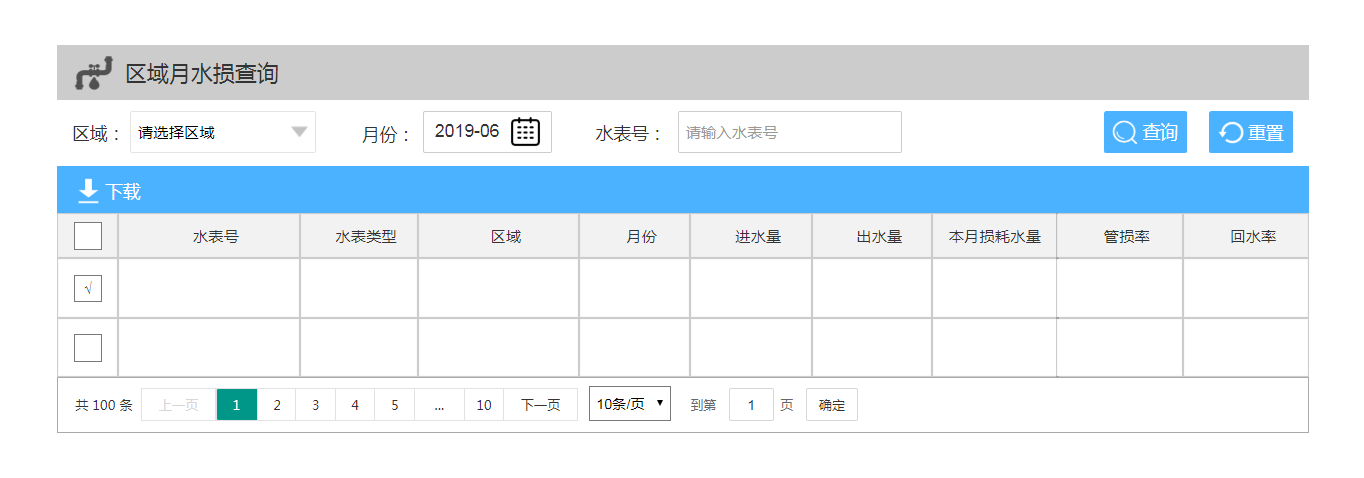 区域月水损查询
区域： 请选择区域 月份： 2019-06 水表号： 请输入水表号 查询 重置
下载
水表号 水表类型 区域 月份 进水量 出水量 本月损耗水量 管损率 回水率
√
共 100 条 上一页 1 2 3 4 5 ... 10 下一页 10条/页 到第 1 页 确定